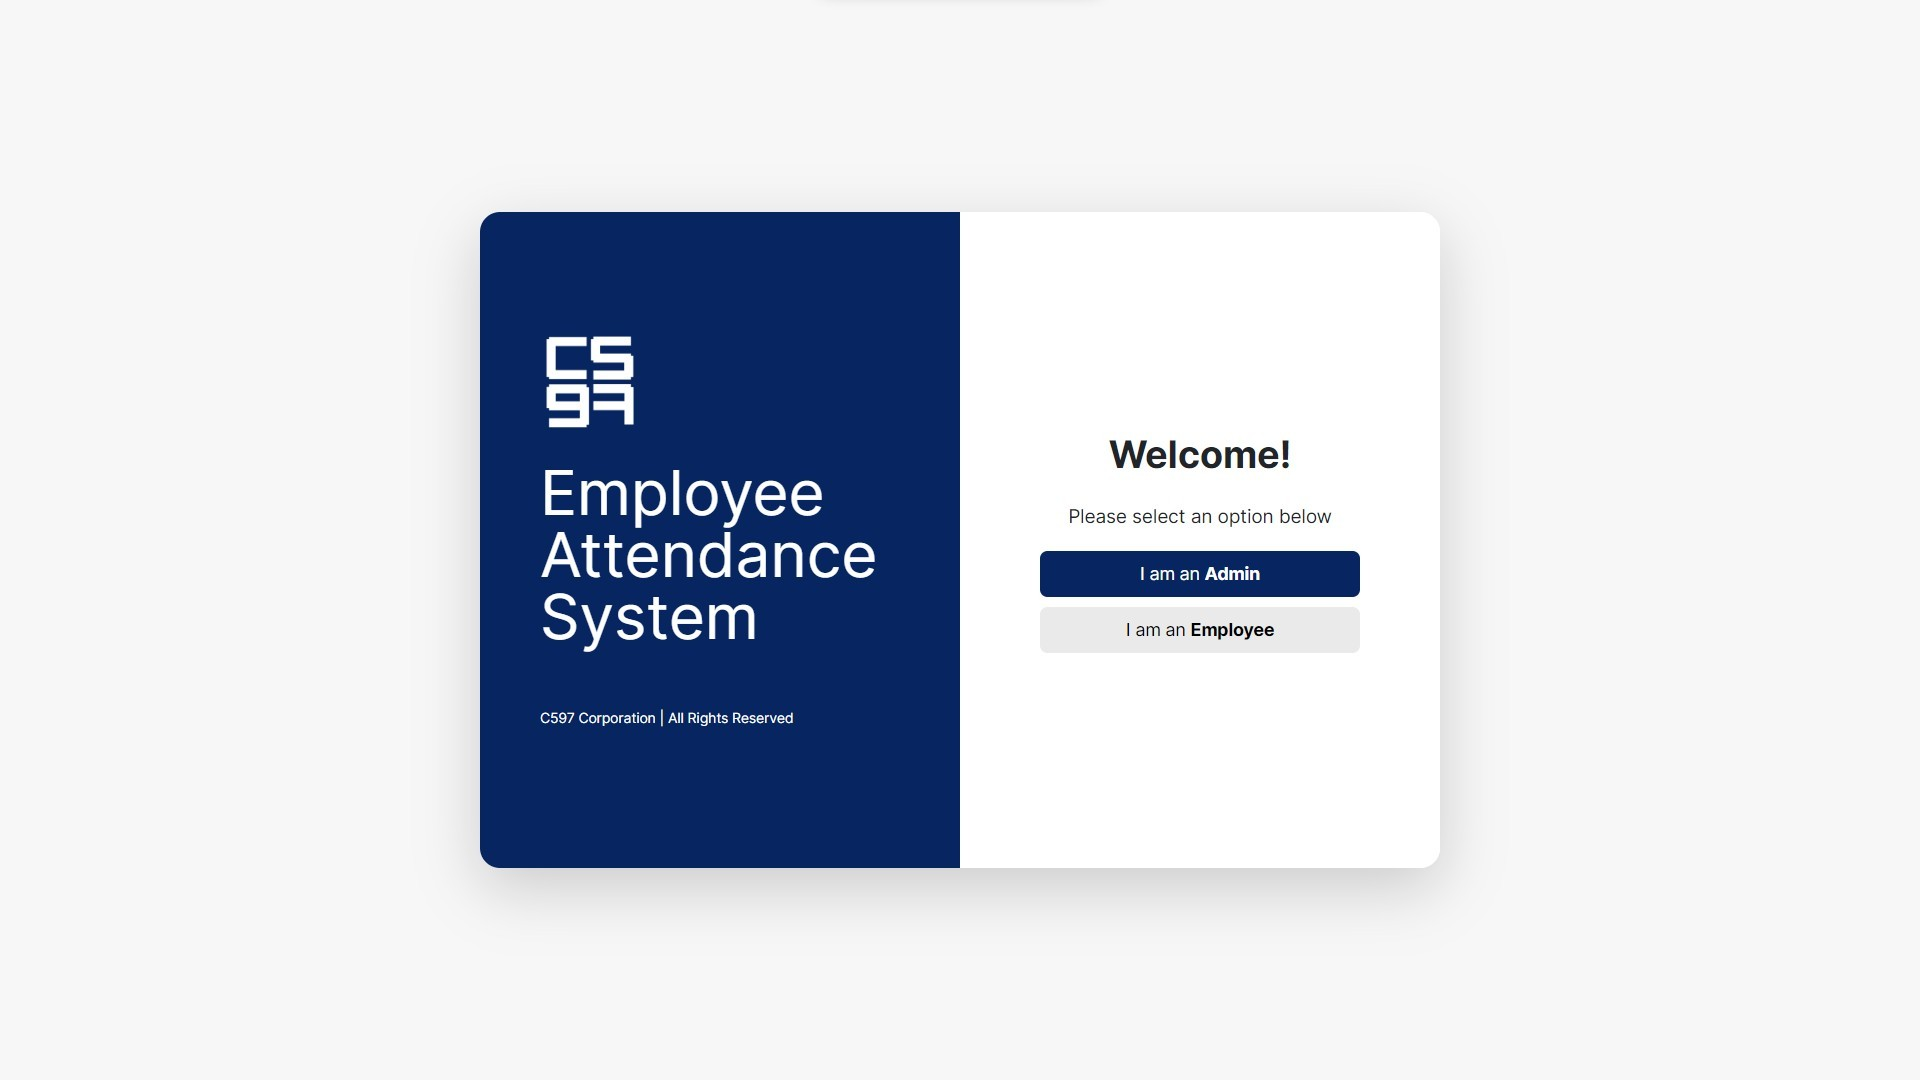 C5
97
Employee
Attendance
System
C597 Corporation | All Rights Reserved
Welcome!
Please select an option below
I am an Admin
I am an Employee